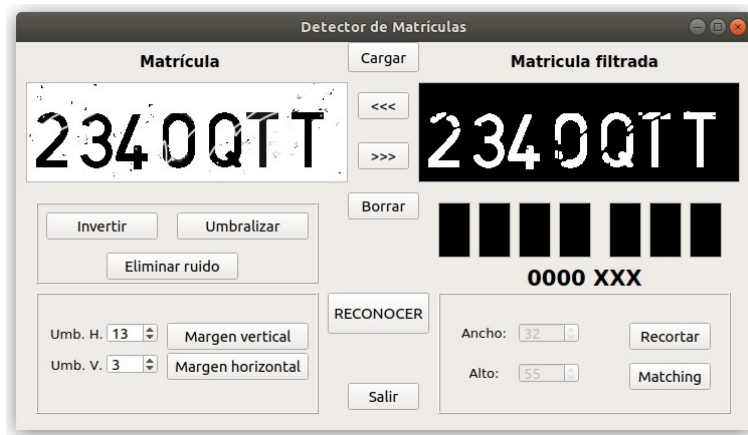 Detector de Matrículas
Matrícula
Cargar
Matricula filtrada
2340QTT
<<<
>>>
2340QTT
Borrar
Invertir
Umbralizar
Eliminar ruido
0000 XXX
RECONOCER
Umb. H. 13
Margen vertical
Umb. V. 3
Margen horizontal
Ancho: 32
Recortar
Alto: 55
Matching
Salir